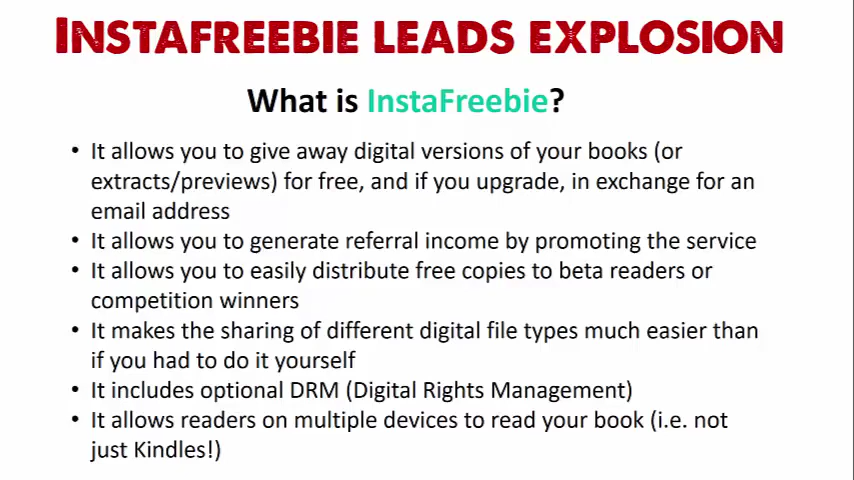 INSTAFREEBIE LEADS EXPLOSION
What is InstaFreebie?
• It allows you to give away digital versions of your books (or
extracts/previews) for free, and if you upgrade, in exchange for an
email address
• It allows you to generate referral income by promoting the service
• It allows you to easily distribute free copies to beta readers or
competition winners
• It makes the sharing of different digital file types much easier than
if you had to do it yourself
• It includes optional DRM (Digital Rights Management)
• It allows readers on multiple devices to read your book (i.e. not
just Kindles!)